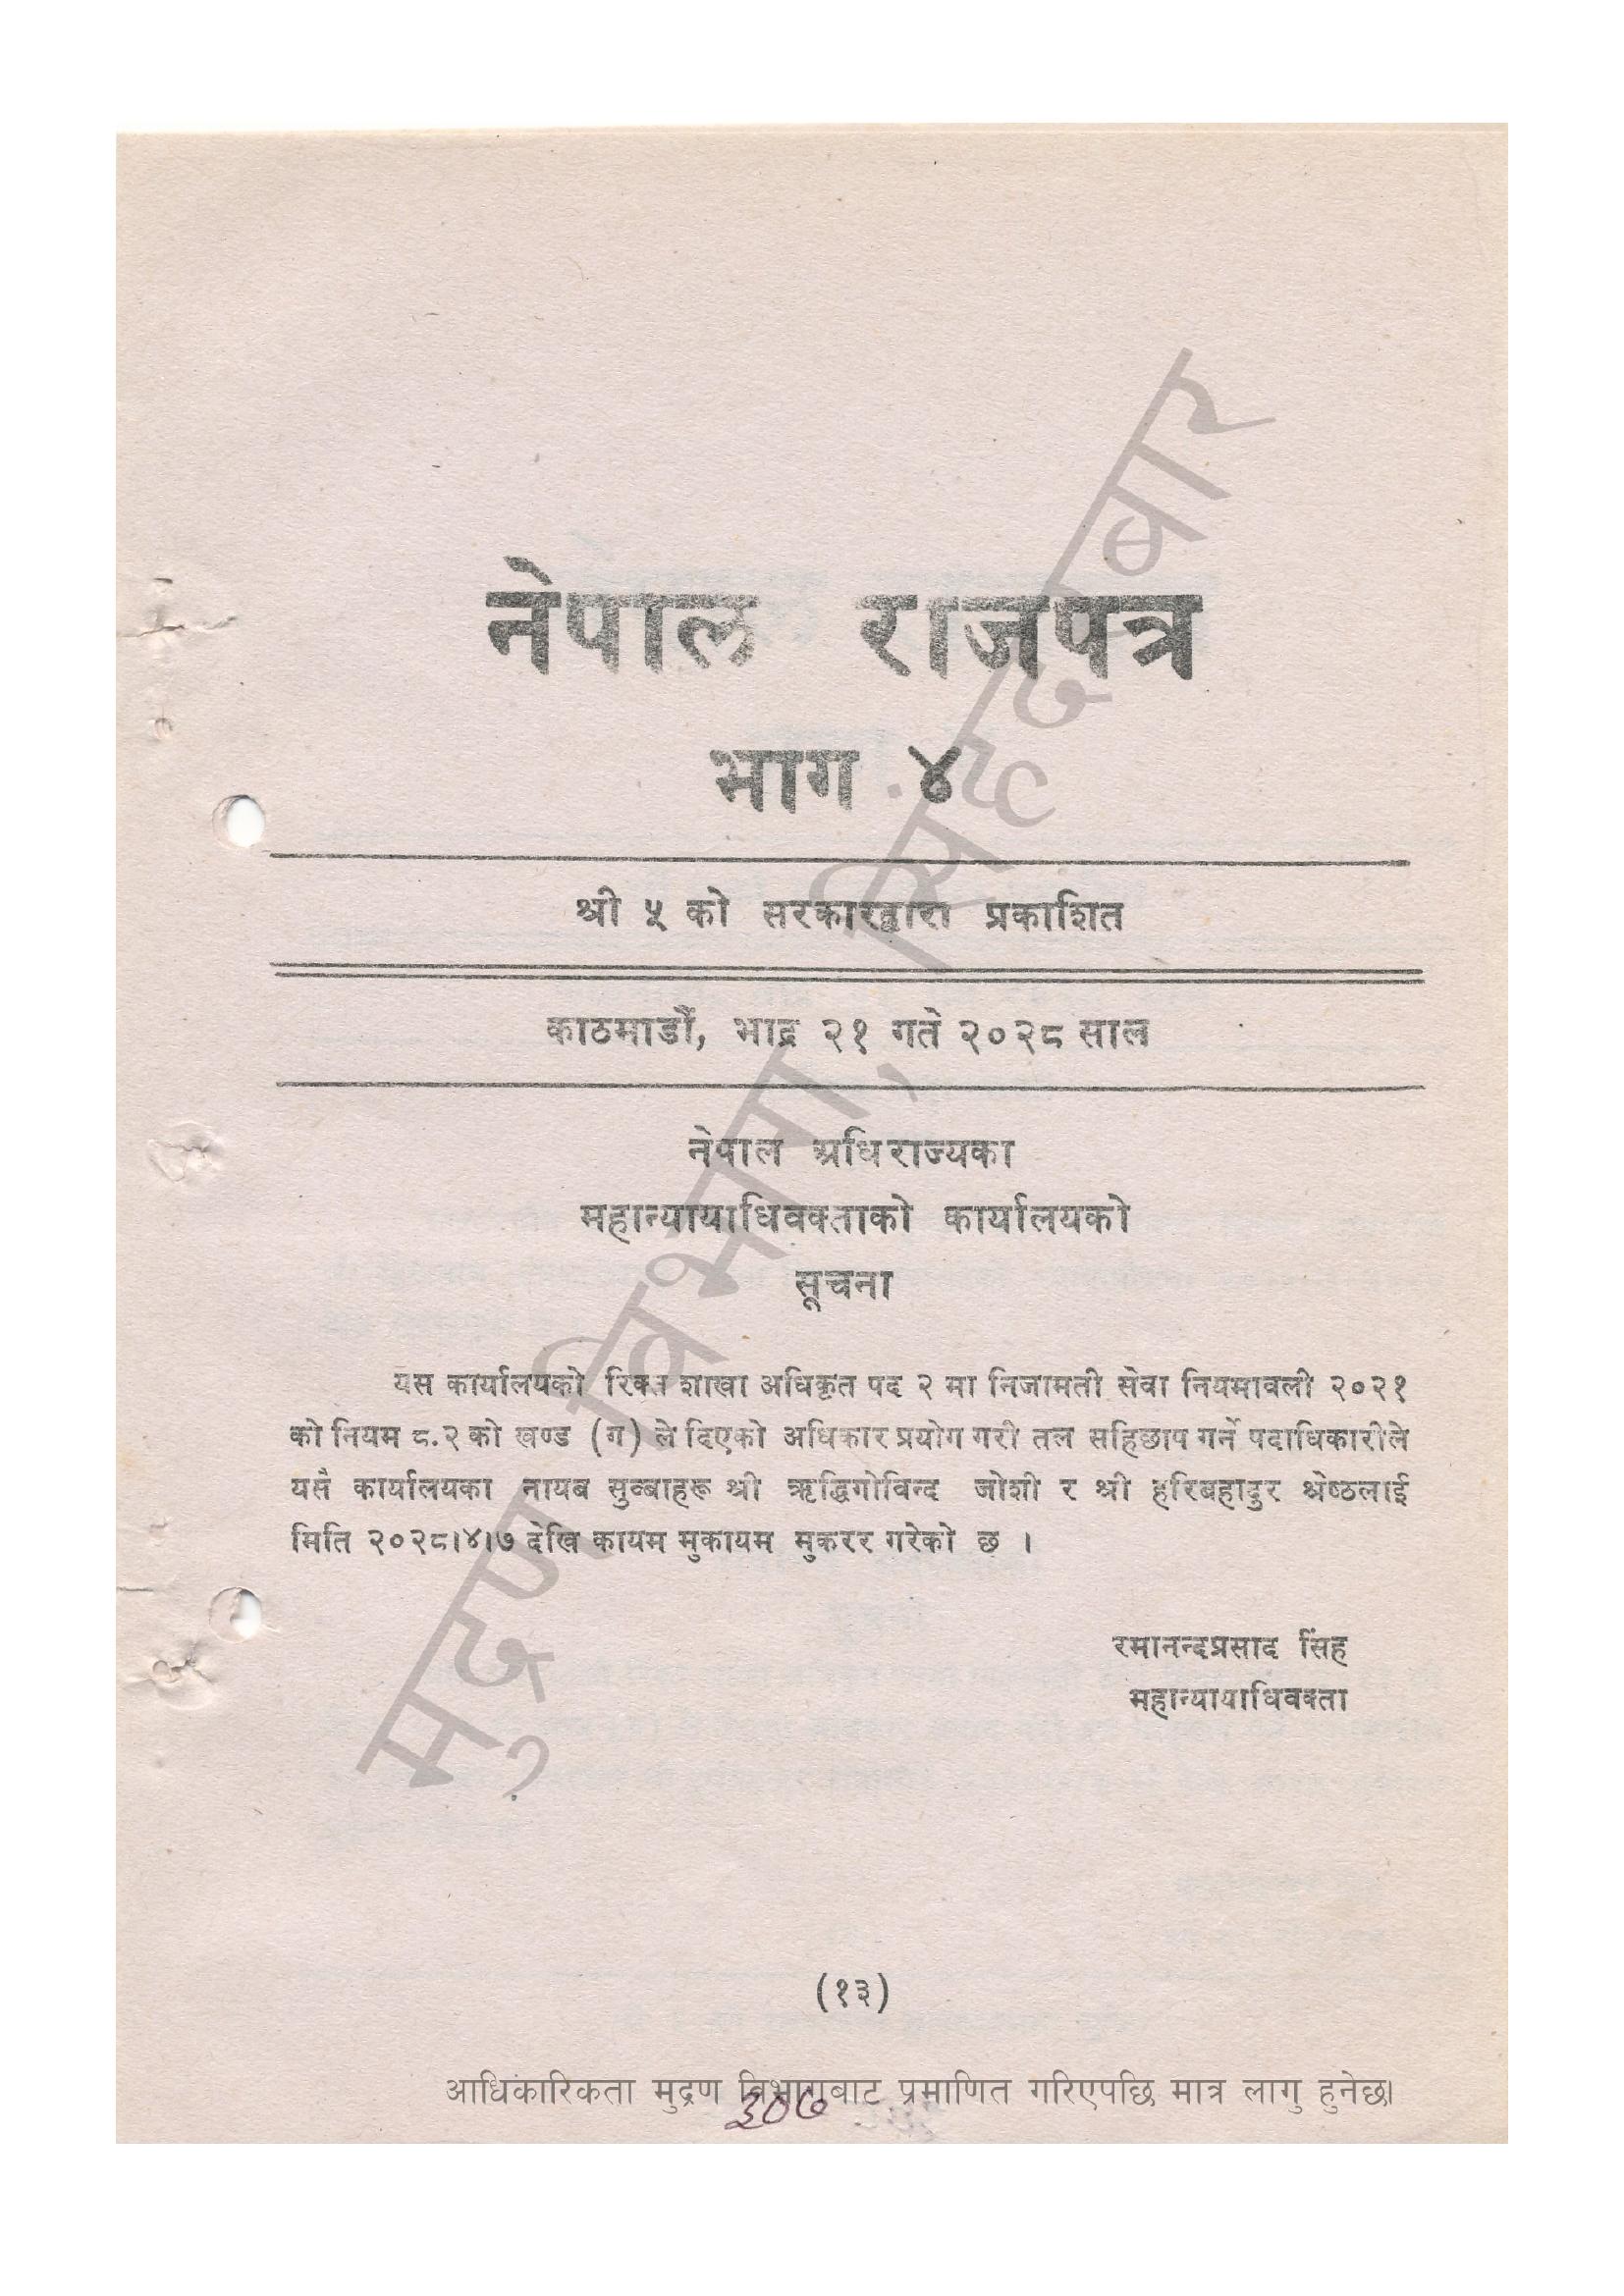 नेपाल राजपत्र
भाग ४
श्री ५ को सरकारद्वारा प्रकाशित
काठमाडौं, भाद्र २१ गते २०२८ साल
नेपाल अधिराज्यका
महान्यायाधिवक्ताको कार्यालयको
सूचना
यस कार्यालयको रिक्त शाखा अधिकृत पद २ मा निजामती सेवा नियमावली २०२१
को नियम ८.२ को खण्ड (ग) ले दिएको अधिकार प्रयोग गरी तल सहिछाप गर्ने पदाधिकारीले
यसै कार्यालयका नायब सुब्बाहरू श्री ऋद्धिगोविन्द जोशी र श्री हरिबहादुर श्रेष्ठलाई
मिति २०२८।४।७ देखि कायम मुकायम मुकरर गरेको छ ।
रमानन्दप्रसाद सिंह
महान्यायाधिवक्ता
(१३)
आधिकारिकता मुद्रण विभागबाट प्रमाणित गरिएपछि मात्र लागु हुनेछ।
३०७
मुद्रण विभाग, सिंहदरबार